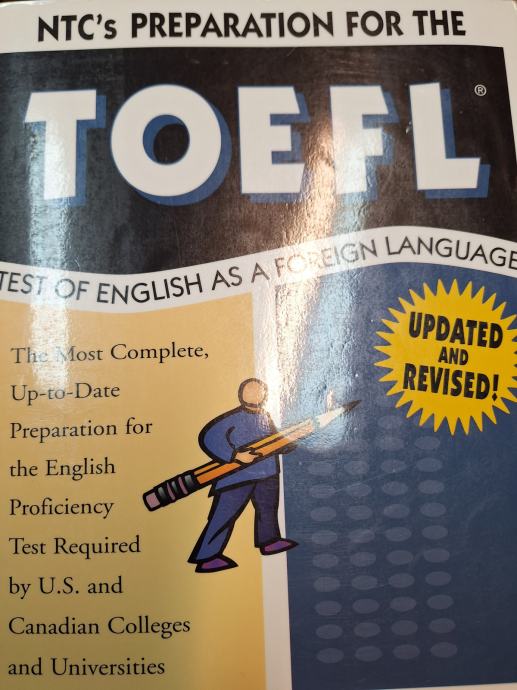 NTC's PREPARATION FOR THE
TOEFL®
TEST OF ENGLISH AS A FOREIGN LANGUAGE
UPDATED
AND
REVISED!
The Most Complete,
Up-to-Date
Preparation for
the English
Proficiency
Test Required
by U.S. and
Canadian Colleges
and Universities